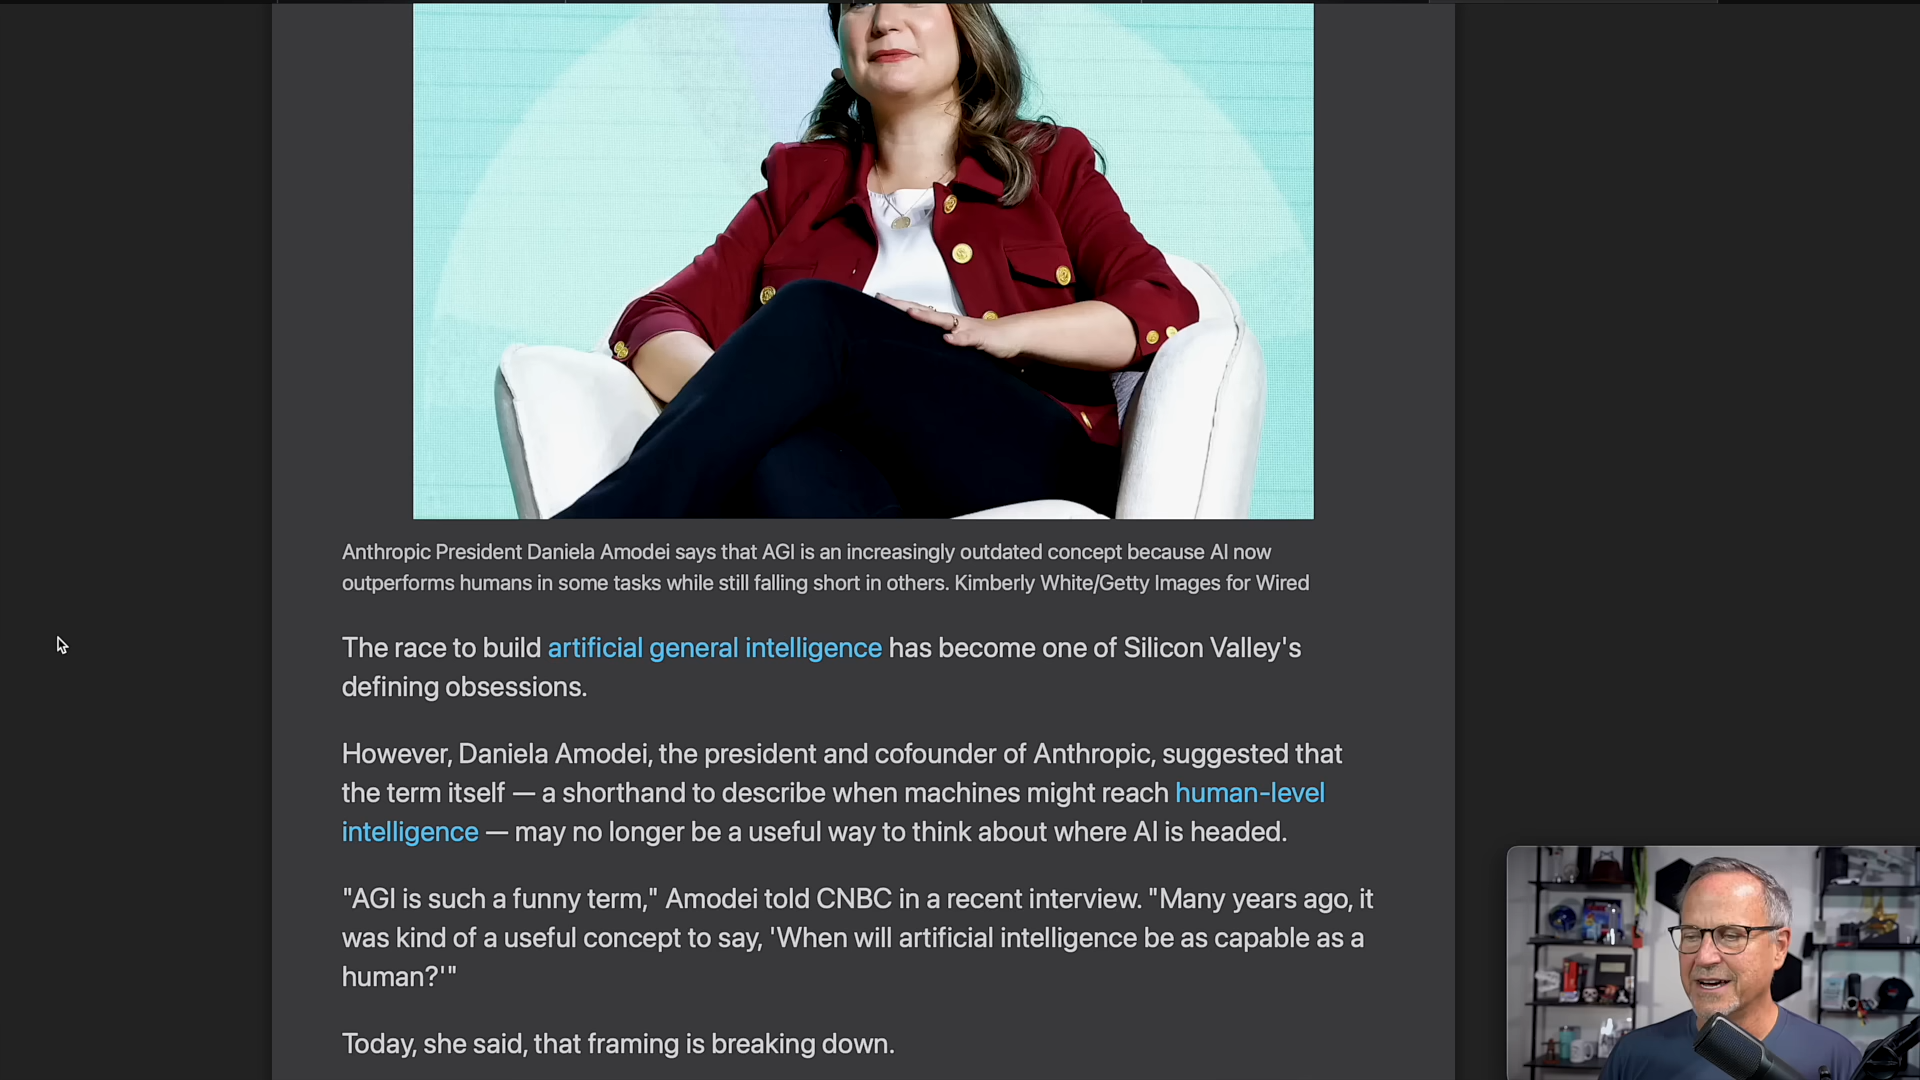 Anthropic President Daniela Amodei says that AGI is an increasingly outdated concept because AI now
outperforms humans in some tasks while still falling short in others. Kimberly White/Getty Images for Wired
The race to build artificial general intelligence has become one of Silicon Valley's
defining obsessions.
However, Daniela Amodei, the president and cofounder of Anthropic, suggested that
the term itself — a shorthand to describe when machines might reach human-level
intelligence — may no longer be a useful way to think about where AI is headed.
"AGI is such a funny term," Amodei told CNBC in a recent interview. "Many years ago, it
was kind of a useful concept to say, 'When will artificial intelligence be as capable as a
human?'"
Today, she said, that framing is breaking down.